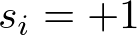 s_i = +1